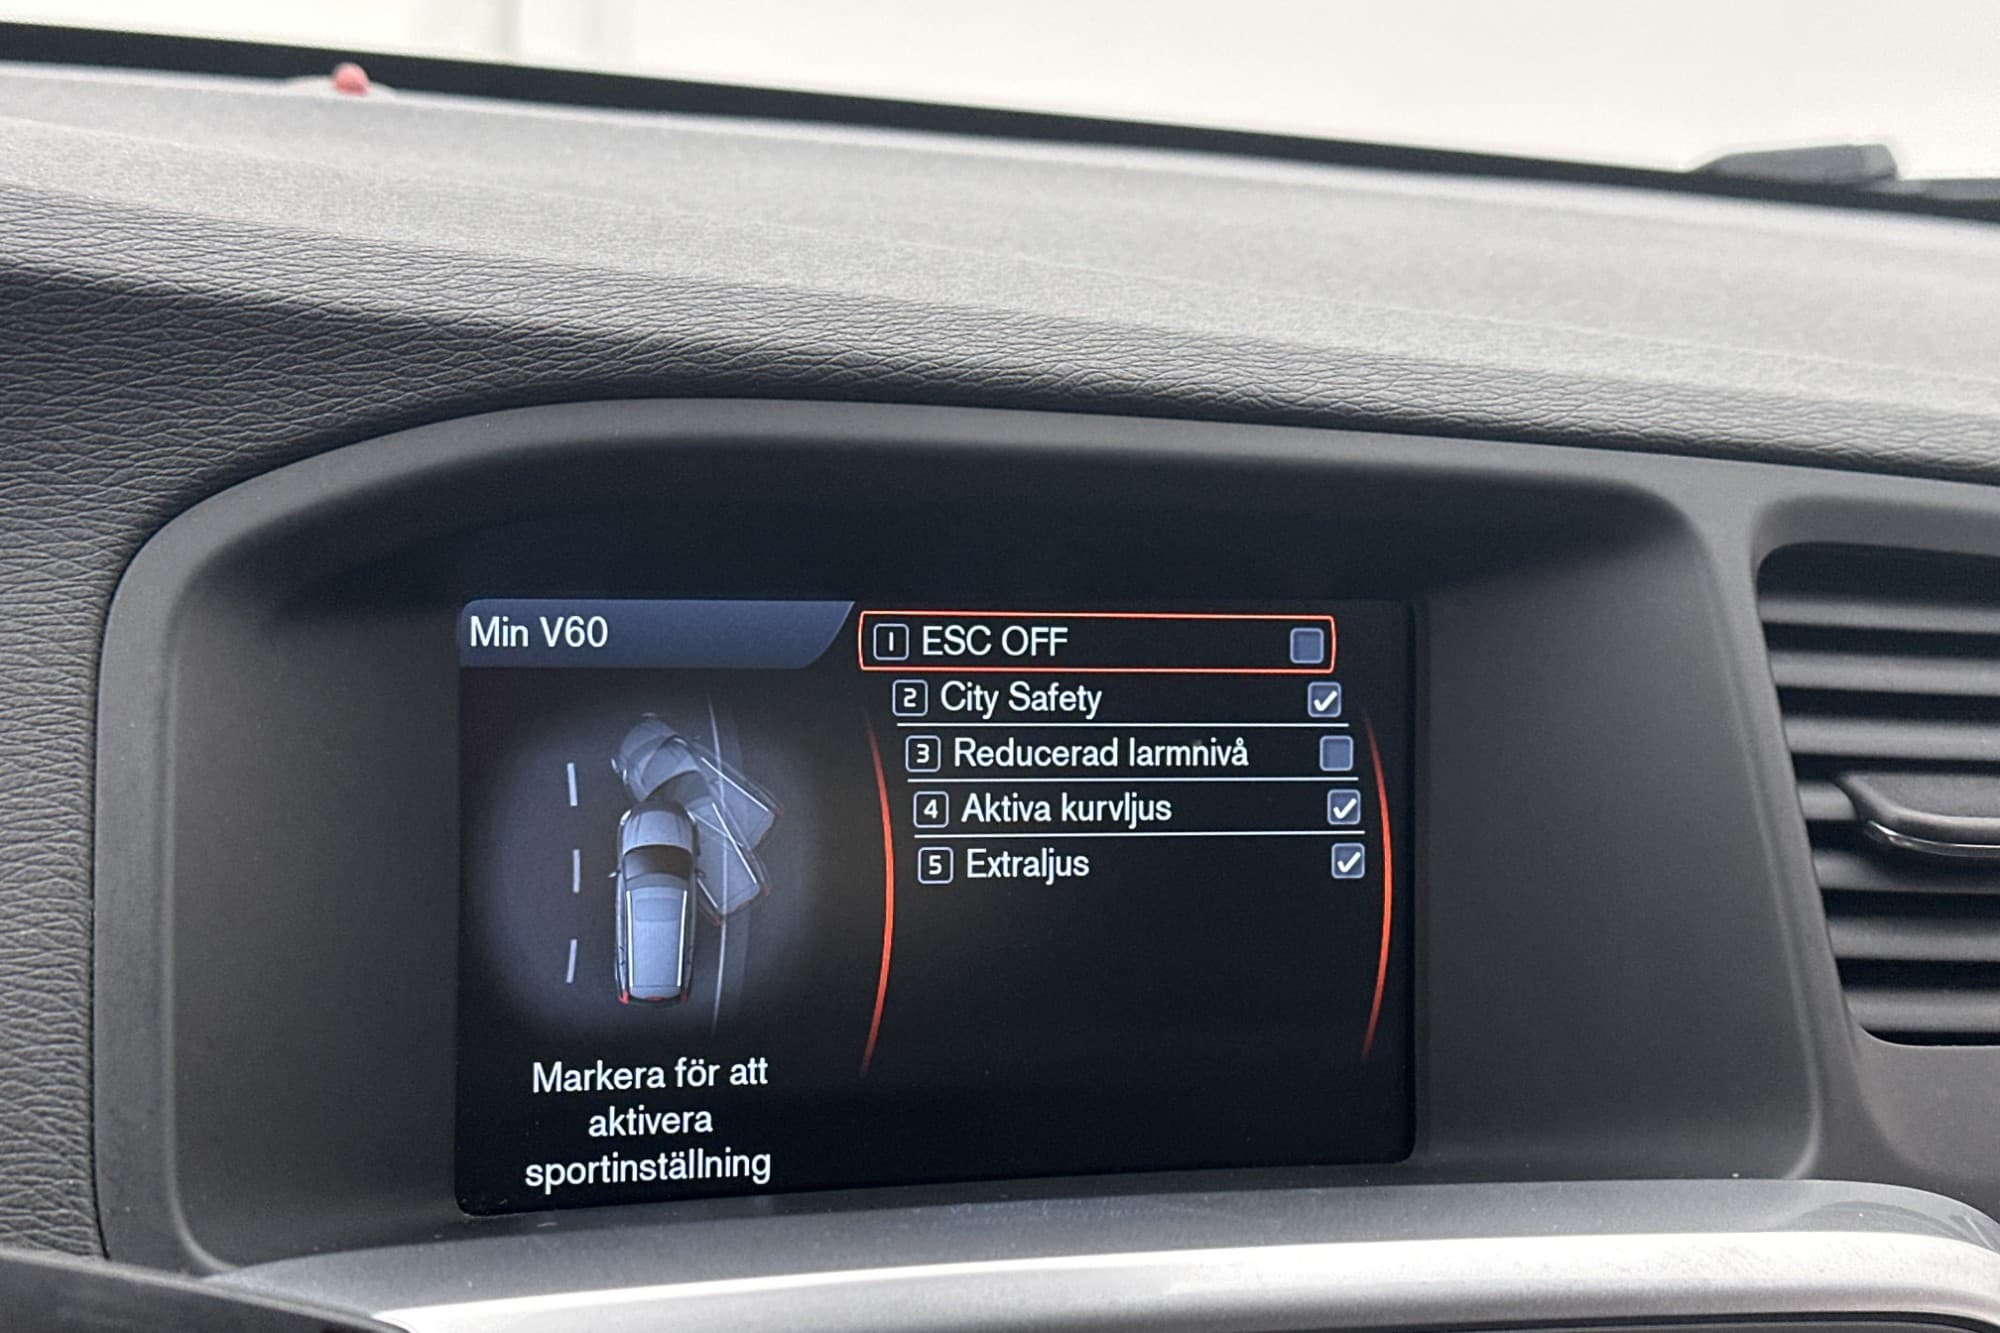 Min V60
1 ESC OFF
2 City Safety
3 Reducerad larmnivå
4 Aktiva kurvljus
5 Extraljus
Markera för att
aktivera
sportinställning